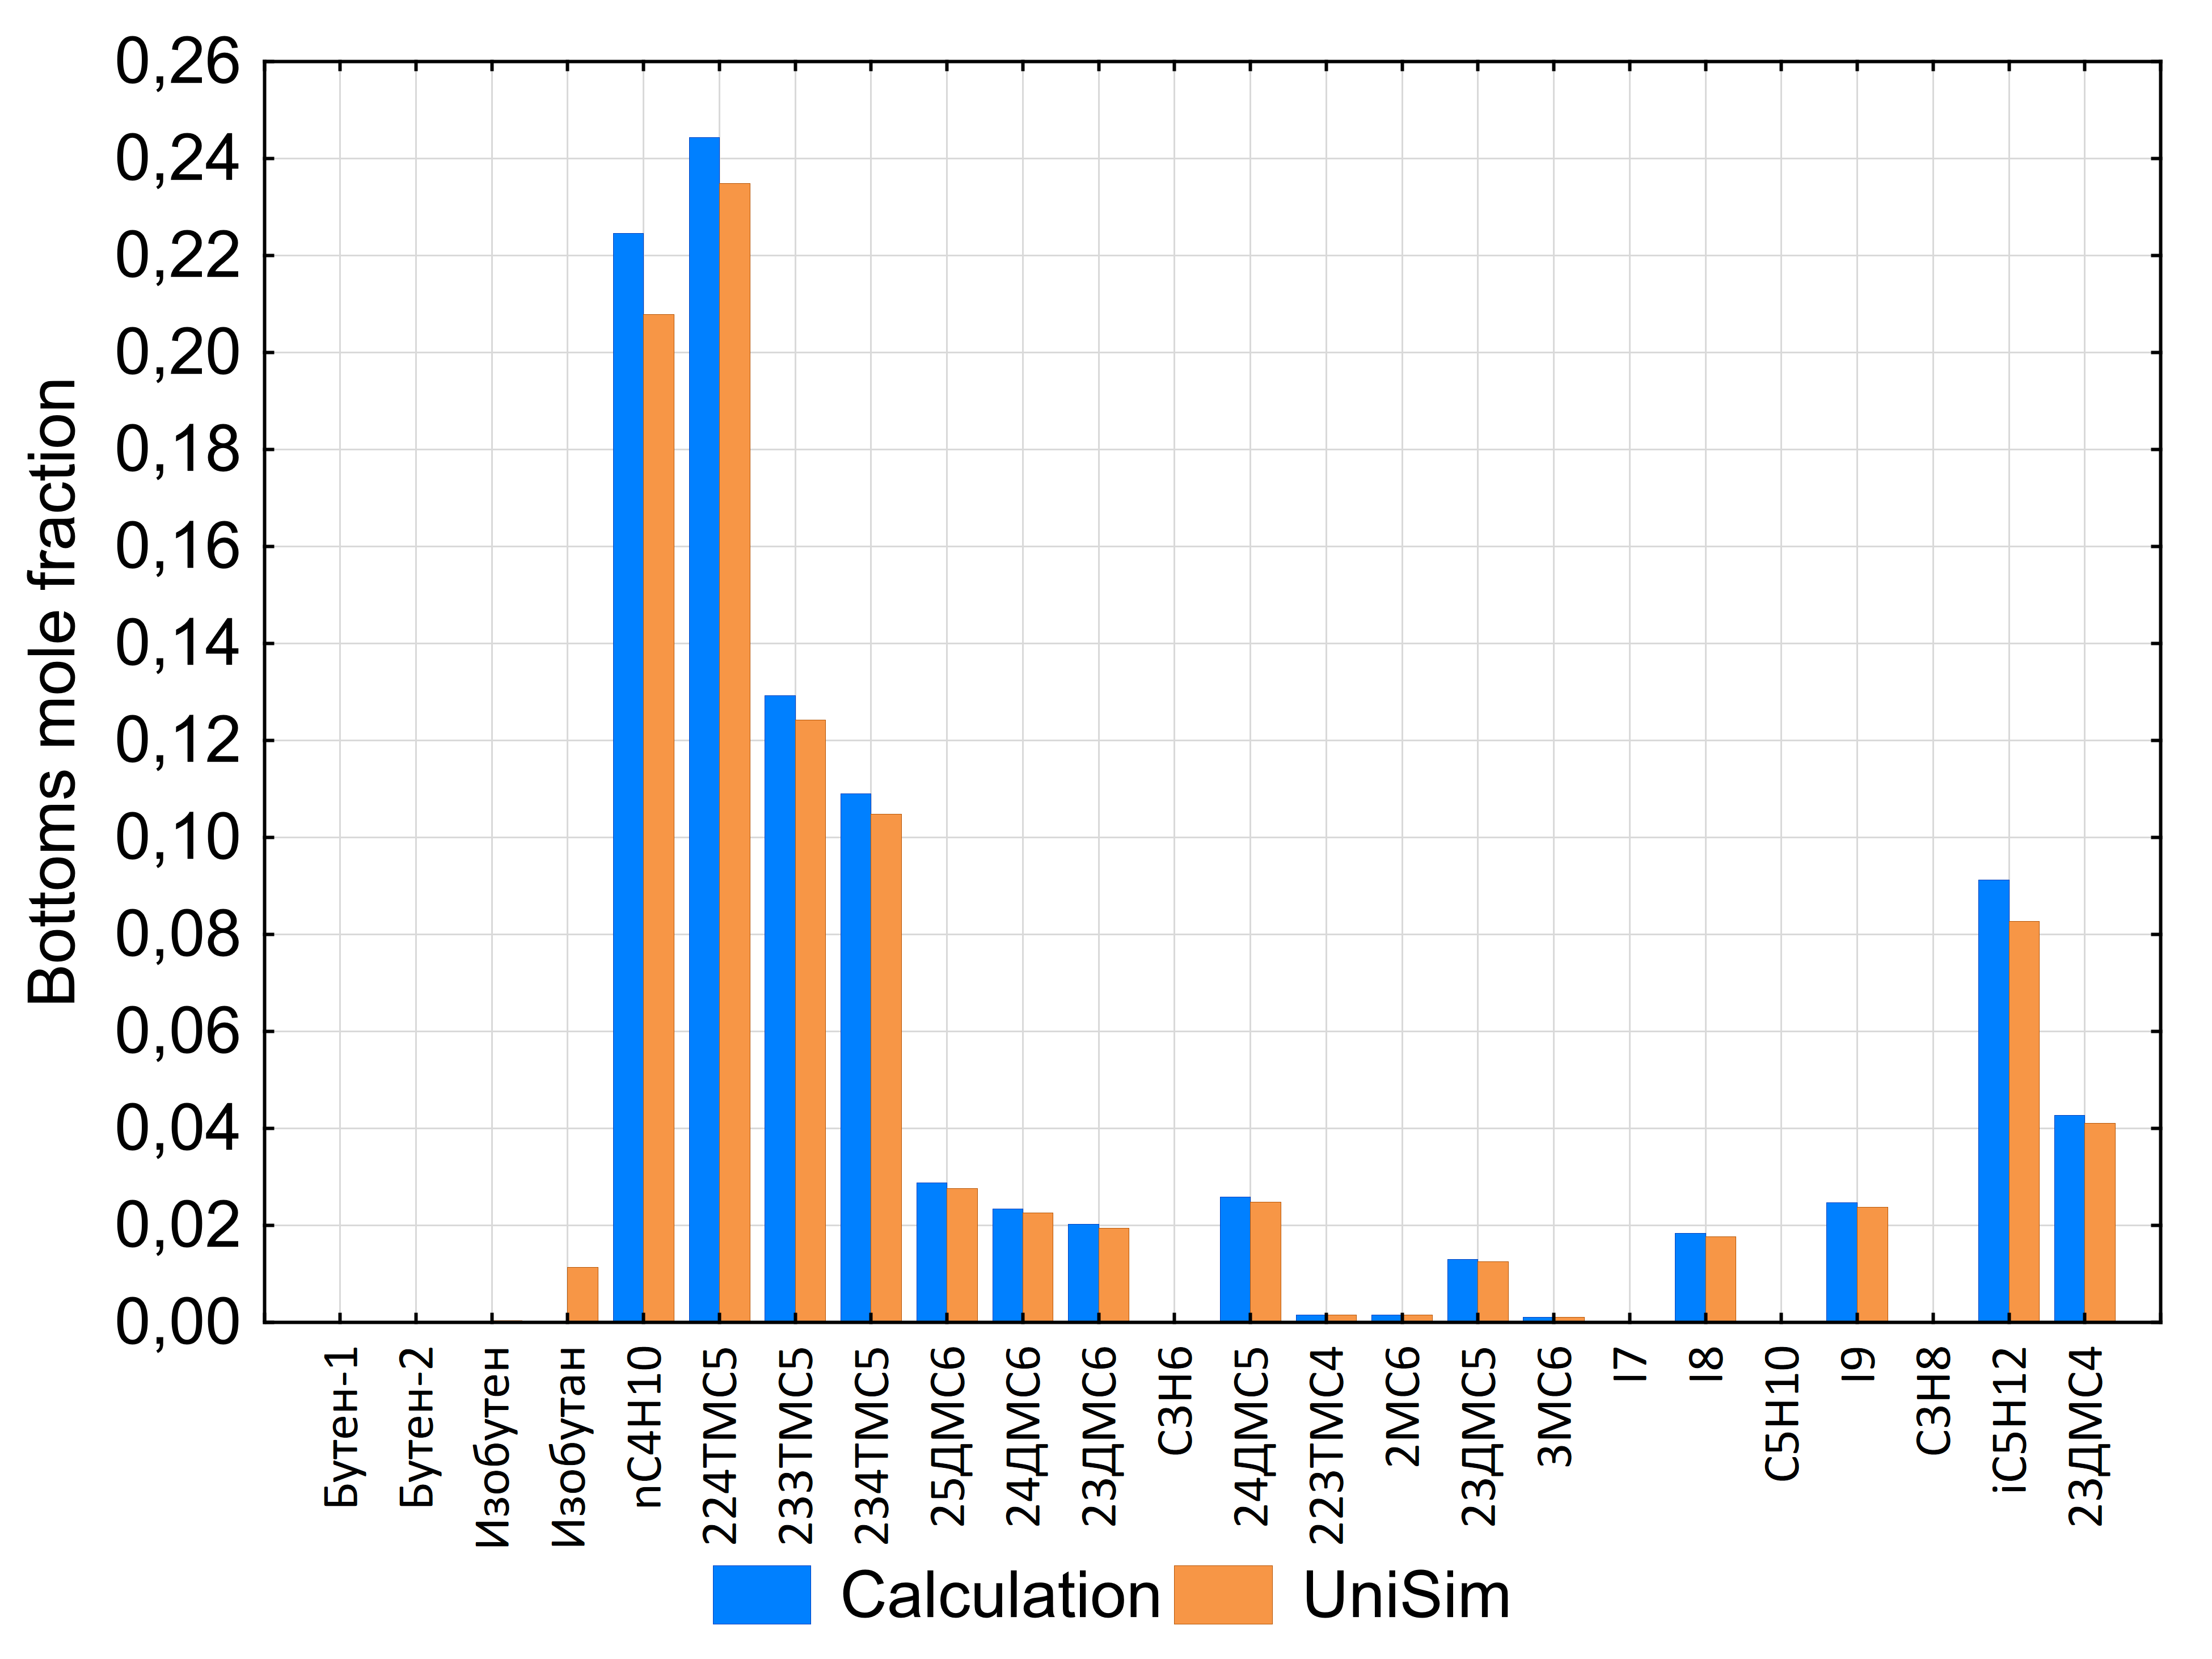 Bottoms mole fraction
0,26
0,24
0,22
0,20
0,18
0,16
0,14
0,12
0,10
0,08
0,06
0,04
0,02
0,00
Бутен-1
Бутен-2
Изобутен
Изобутан
nC4H10
224ТМС5
233ТМС5
234ТМС5
25ДМС6
24ДМС6
23ДМС6
C3H6
24ДМС5
223ТМС4
2МС6
23ДМС5
3МС6
I7
I8
C5H10
I9
C3H8
iC5H12
23ДМС4
Calculation
UniSim